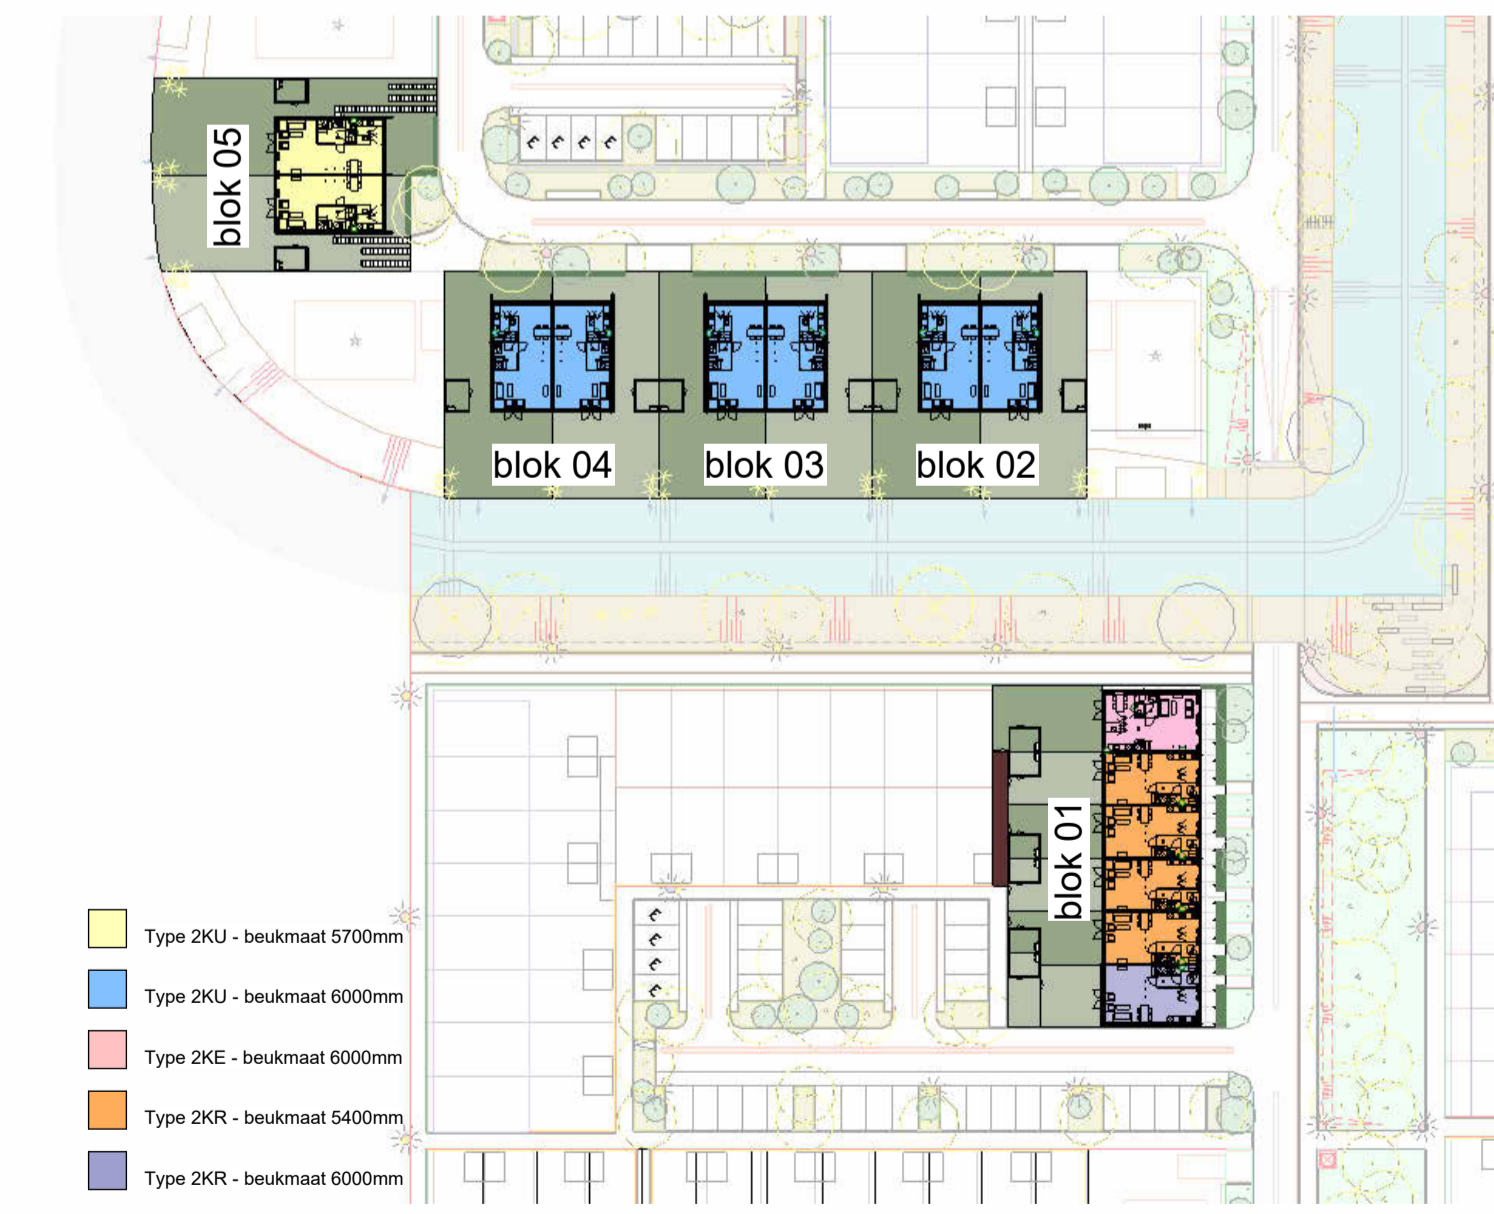 blok 05
blok 04
blok 03
blok 02
blok 01
Type 2KU - beukmaat 5700mm
Type 2KU - beukmaat 6000mm
Type 2KE - beukmaat 6000mm
Type 2KR - beukmaat 5400mm
Type 2KR - beukmaat 6000mm